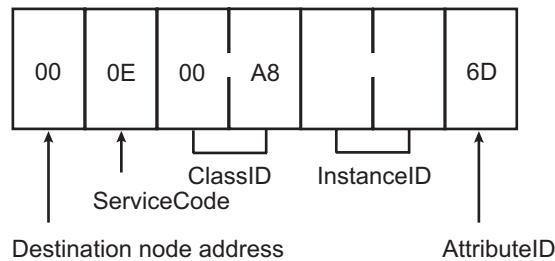 00 0E 00 A8 6D
ClassID InstanceID
ServiceCode
Destination node address AttributeID